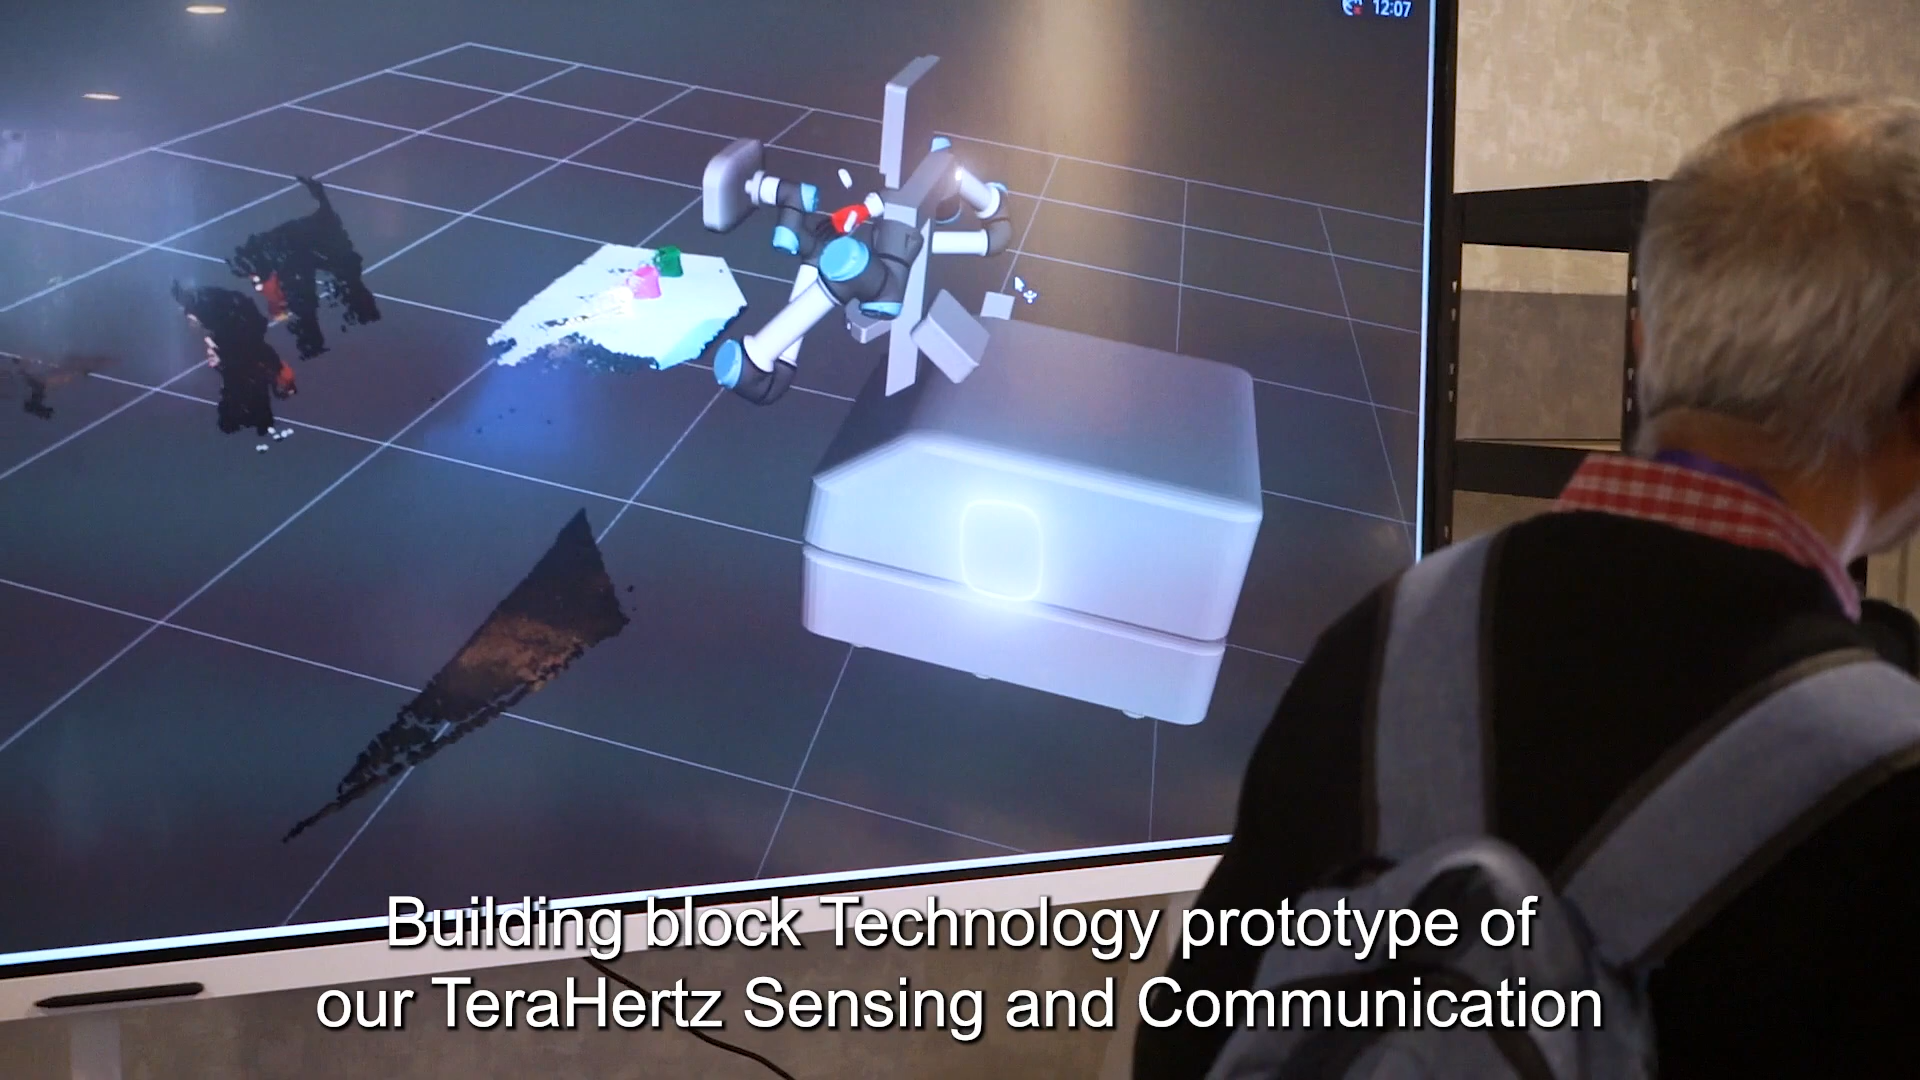 12:07
Building block Technology prototype of
our TeraHertz Sensing and Communication